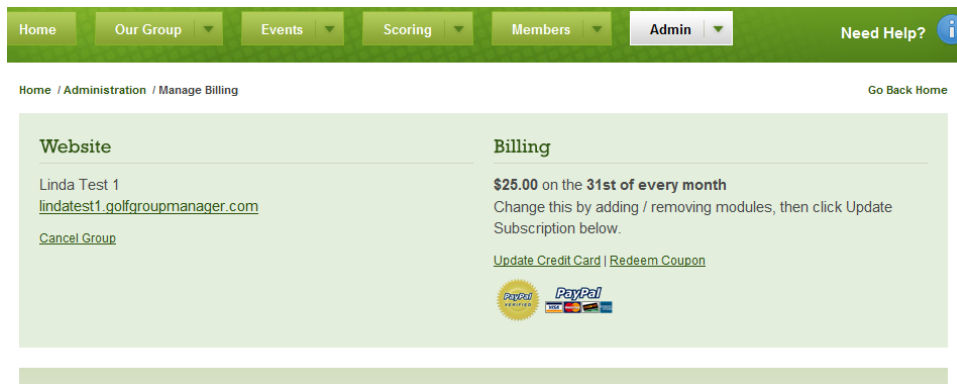 Home Our Group Events Scoring Members Admin Need Help? i
Home / Administration / Manage Billing Go Back Home
Website
Linda Test 1
lindatest1.golfgroupmanager.com
Cancel Group
Billing
$25.00 on the 31st of every month
Change this by adding / removing modules, then click Update
Subscription below.
Update Credit Card | Redeem Coupon
PayPal
VERIFIED
PayPal
VISA